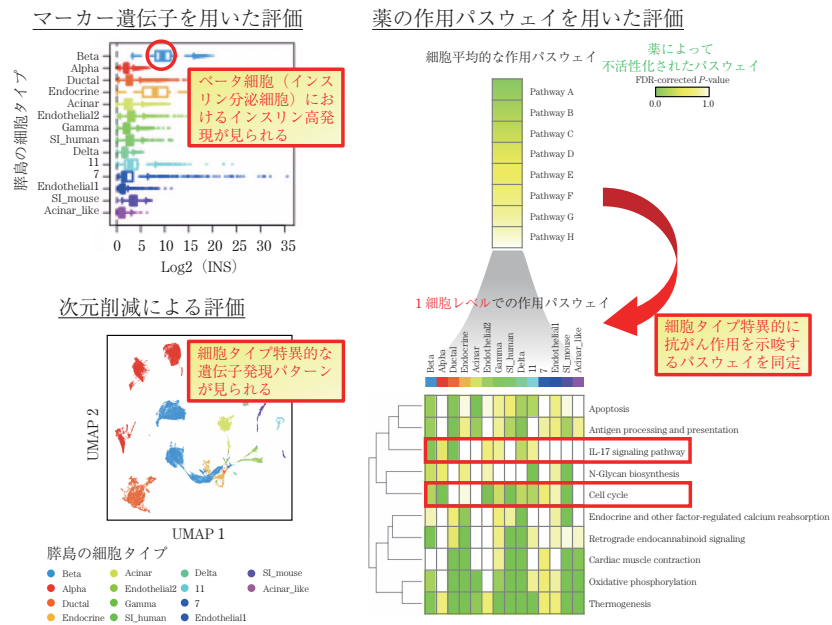 マーカー遺伝子を用いた評価
膵島の細胞タイプ
Beta
Alpha
Ductal
Endocrine
Acinar
Endothelial2
Gamma
SI_human
Delta
11
7
Endothelial1
SI_mouse
Acinar_like
ベータ細胞（インス
リン分泌細胞）にお
けるインスリン高発
現が見られる
0 5 10 15 20 25 30 35
Log2（INS）
次元削減による評価
細胞タイプ特異的な
遺伝子発現パターン
が見られる
UMAP 2
UMAP 1
膵島の細胞タイプ
Beta
Alpha
Ductal
Endocrine
Acinar
Endothelial2
Gamma
SI_human
Delta
11
7
Endothelial1
SI_mouse
Acinar_like
薬の作用パスウェイを用いた評価
細胞平均的な作用パスウェイ
薬によって
不活性化されたパスウェイ
FDR-corrected P-value
0.0 1.0
Pathway A
Pathway B
Pathway C
Pathway D
Pathway E
Pathway F
Pathway G
Pathway H
1細胞レベルでの作用パスウェイ
細胞タイプ特異的に
抗がん作用を示唆す
るパスウェイを同定
Beta
Alpha
Ductal
Endocrine
Acinar
Endothelial2
Gamma
SI_human
Delta
11
7
Endothelial1
SI_mouse
Acinar_like
Apoptosis
Antigen processing and presentation
IL-17 signaling pathway
N-Glycan biosynthesis
Cell cycle
Endocrine and other factor-regulated calcium reabsorption
Retrograde endocannabinoid signaling
Cardiac muscle contraction
Oxidative phosphorylation
Thermogenesis